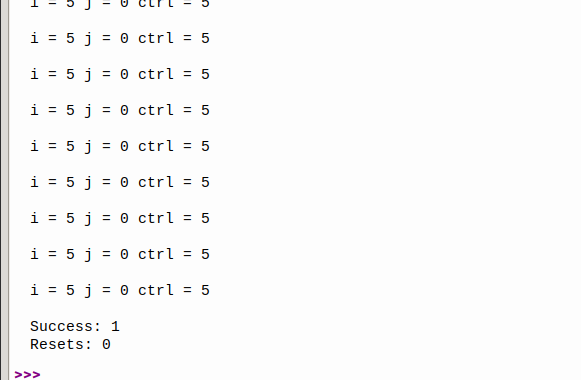 i = 5 j = 0 ctrl = 5
i = 5 j = 0 ctrl = 5
i = 5 j = 0 ctrl = 5
i = 5 j = 0 ctrl = 5
i = 5 j = 0 ctrl = 5
i = 5 j = 0 ctrl = 5
i = 5 j = 0 ctrl = 5
i = 5 j = 0 ctrl = 5
i = 5 j = 0 ctrl = 5
Success: 1
Resets: 0
>>>